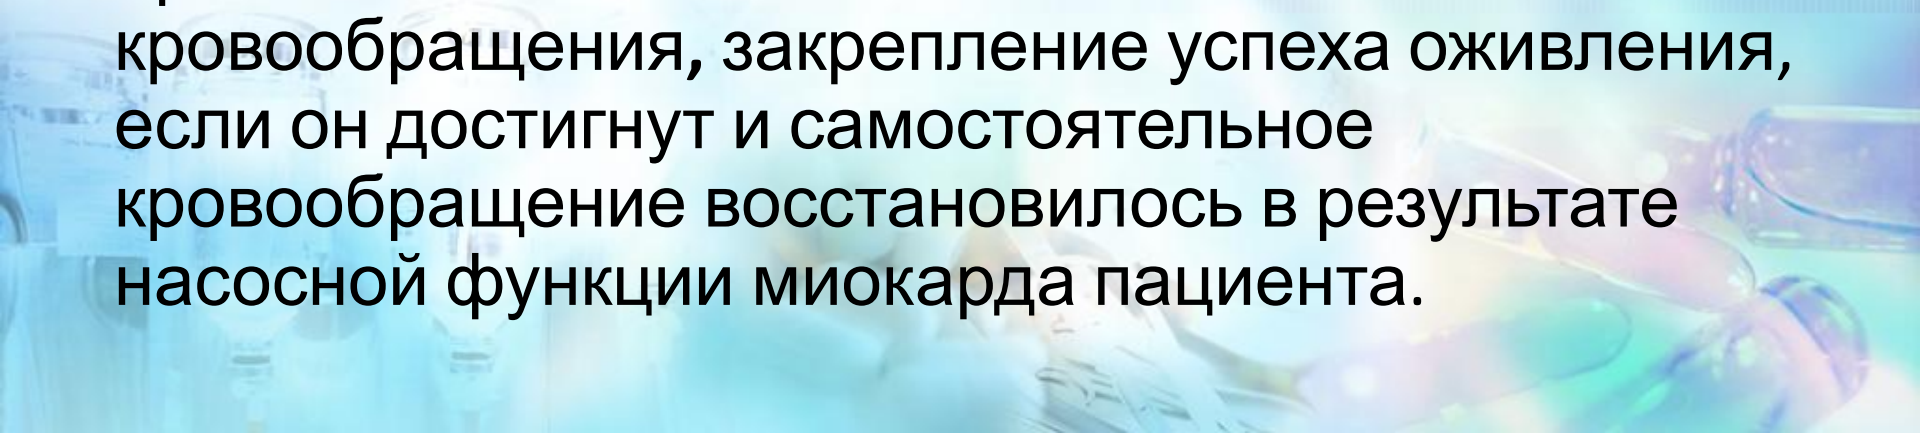 кровообращения, закрепление успеха оживления,
если он достигнут и самостоятельное
кровообращение восстановилось в результате
насосной функции миокарда пациента.